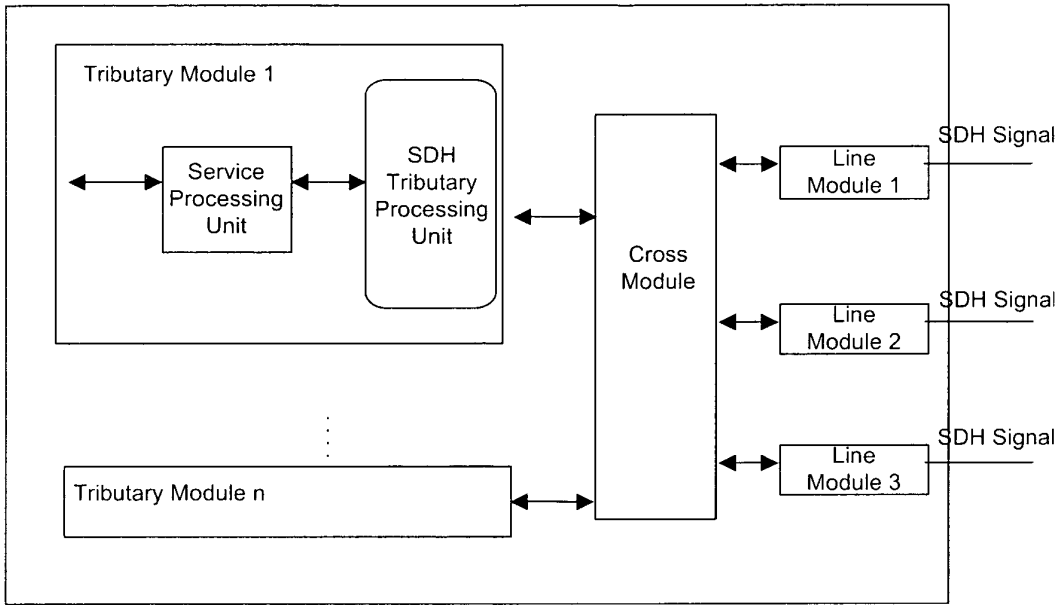 Tributary Module 1
Service
Processing
Unit
SDH
Tributary
Processing
Unit
Cross
Module
Line
Module 1
SDH Signal
Line
Module 2
SDH Signal
Line
Module 3
SDH Signal
Tributary Module n